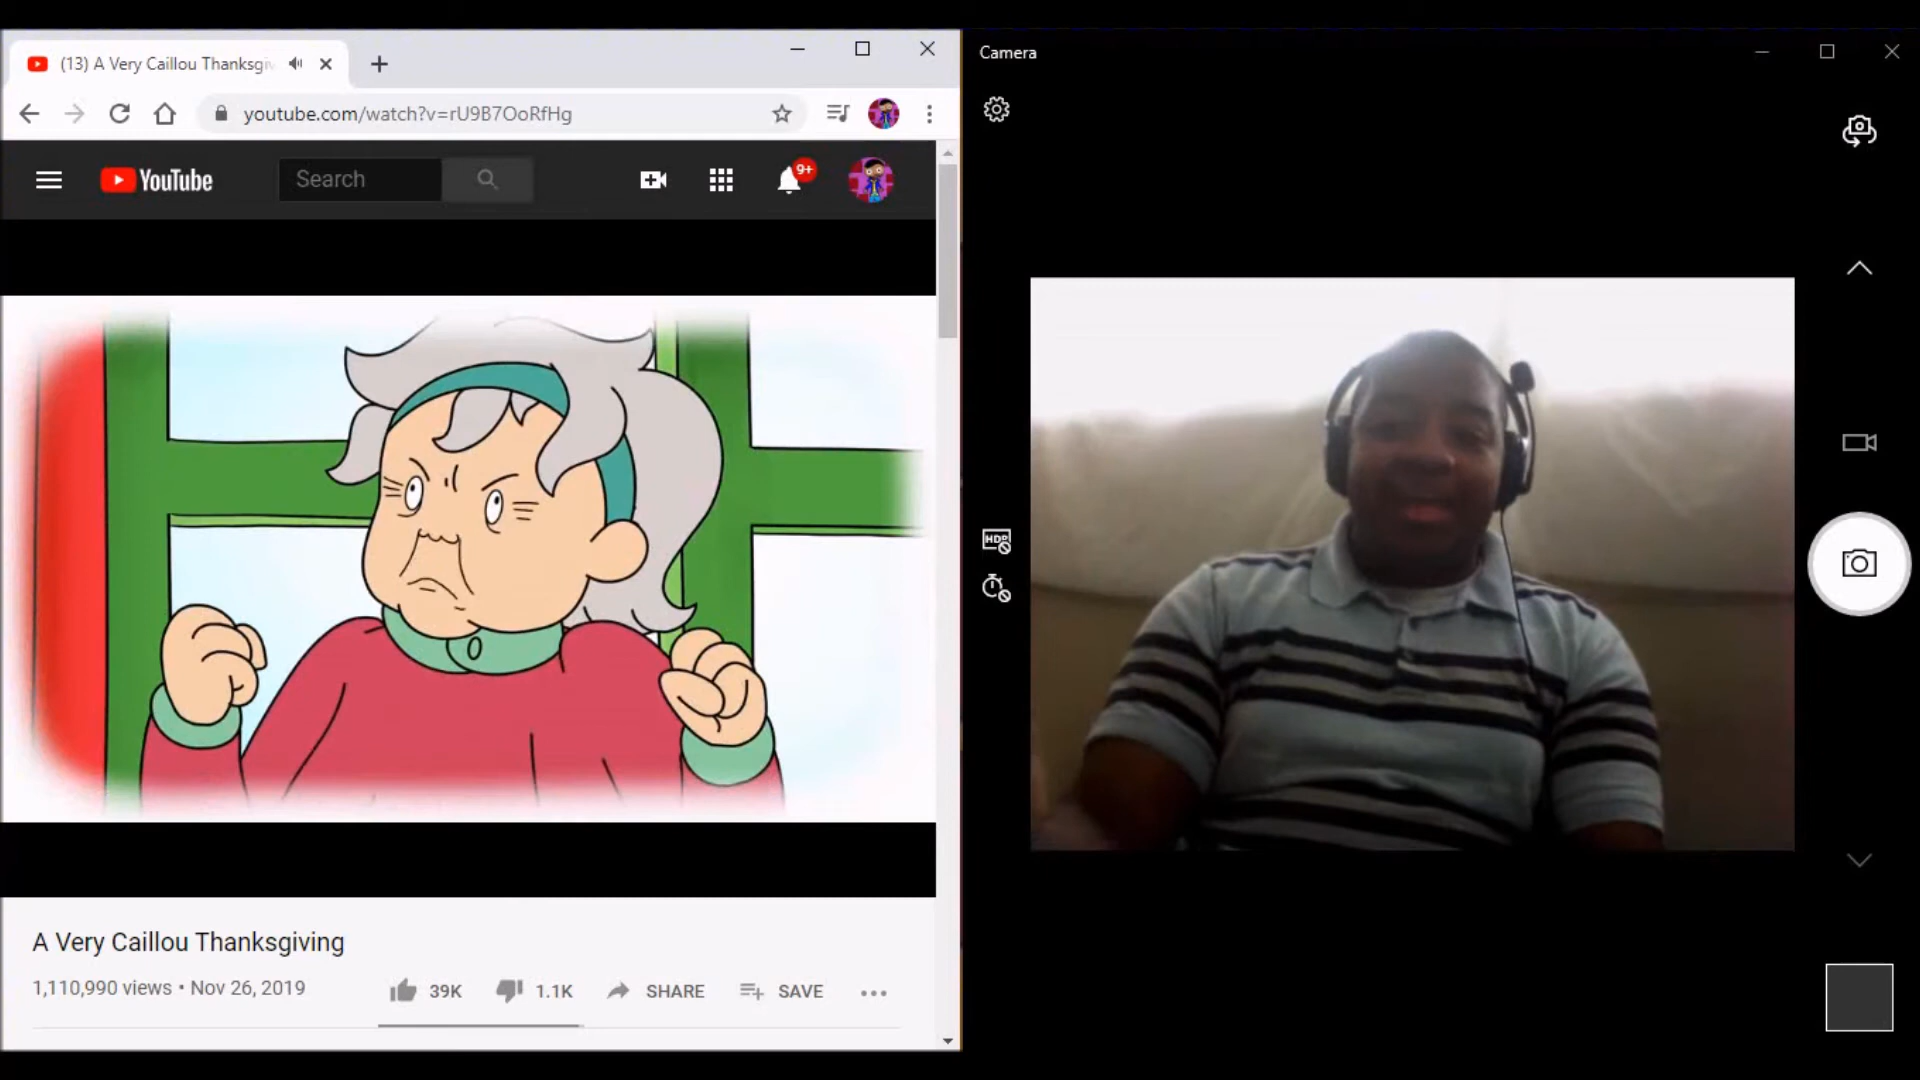 (13) A Very Caillou Thanksgiv
youtube.com/watch?v=rU9B7OoRfHg
YouTube
Search
9+
A Very Caillou Thanksgiving
1,110,990 views • Nov 26, 2019
39K
1.1K
SHARE
SAVE
Camera
HDR